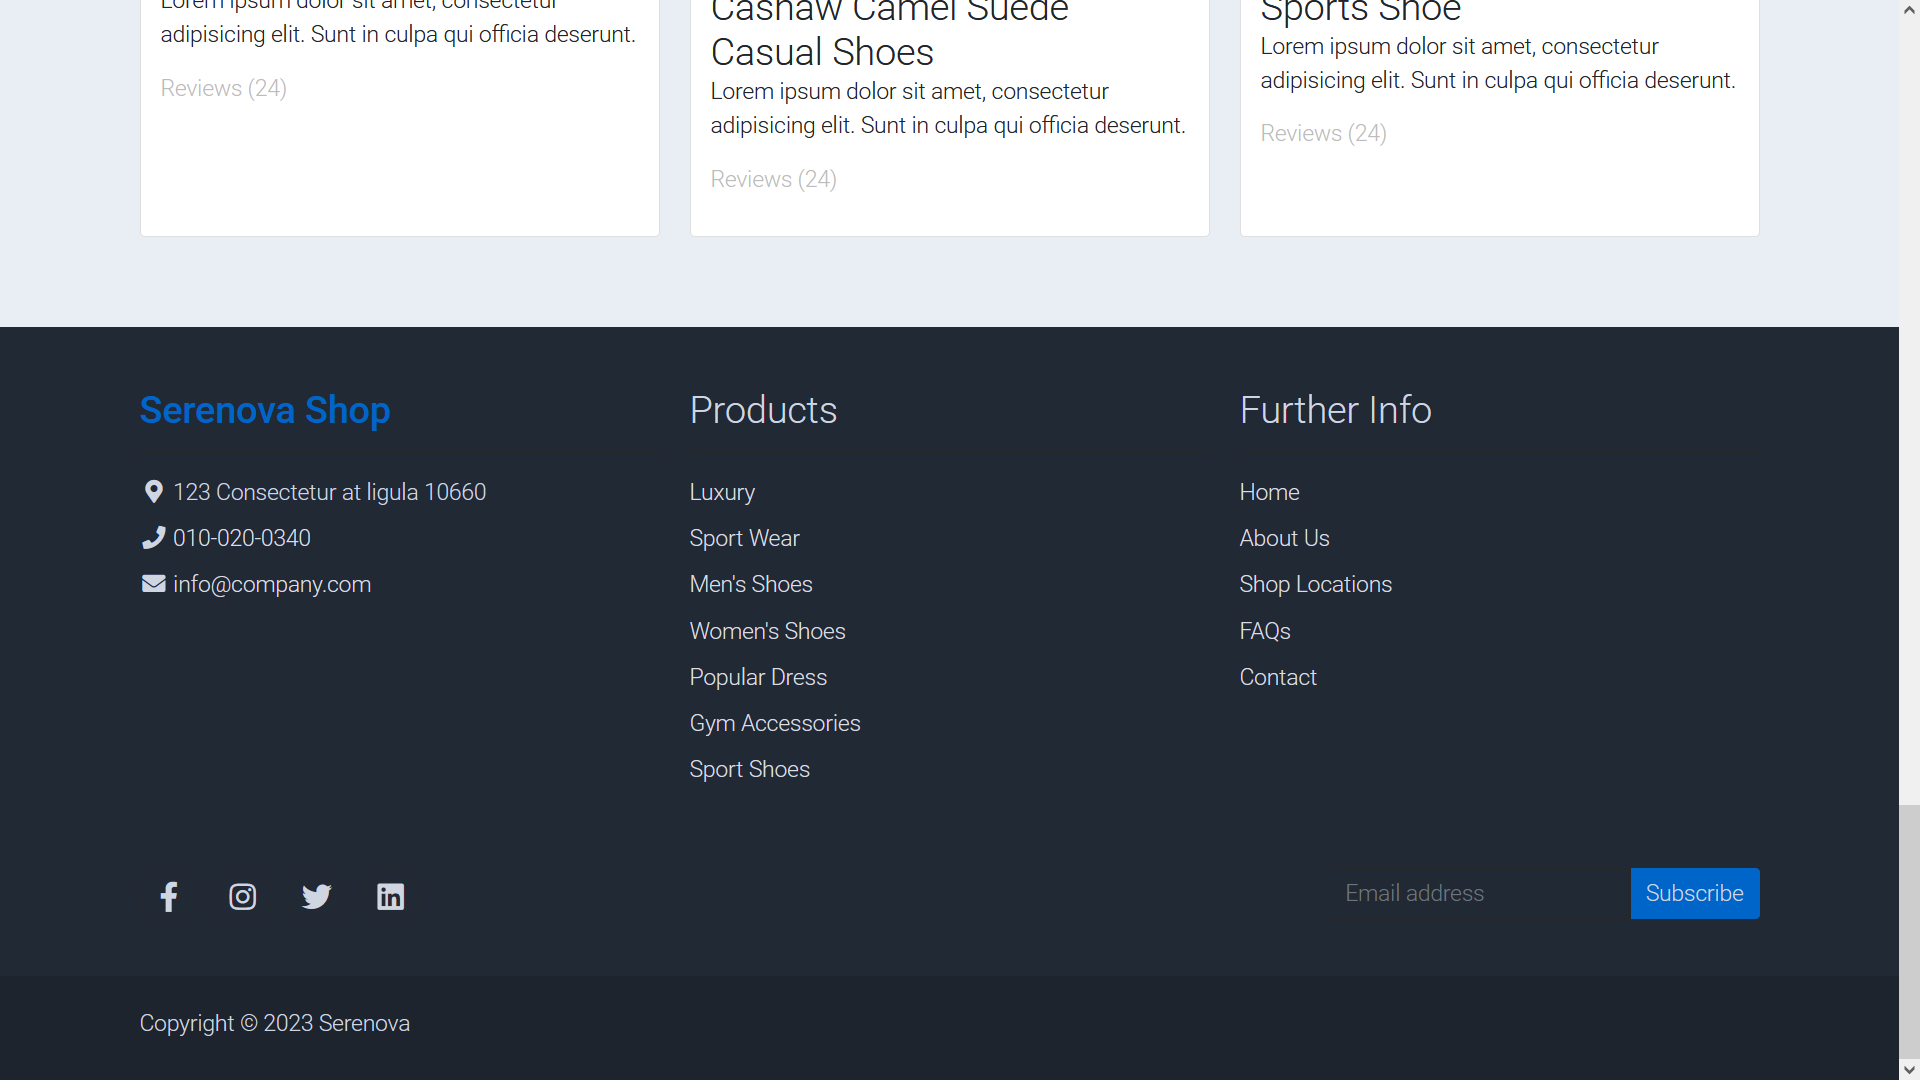 Lorem ipsum dolor sit amet, consectetur
adipisicing elit. Sunt in culpa qui officia deserunt.
Reviews (24)
Cashaw Camel Suede
Casual Shoes
Lorem ipsum dolor sit amet, consectetur
adipisicing elit. Sunt in culpa qui officia deserunt.
Reviews (24)
Sports Shoe
Lorem ipsum dolor sit amet, consectetur
adipisicing elit. Sunt in culpa qui officia deserunt.
Reviews (24)
Serenova Shop
123 Consectetur at ligula 10660
010-020-0340
info@company.com
Products
Luxury
Sport Wear
Men's Shoes
Women's Shoes
Popular Dress
Gym Accessories
Sport Shoes
Further Info
Home
About Us
Shop Locations
FAQs
Contact
Email address
Subscribe
Copyright © 2023 Serenova